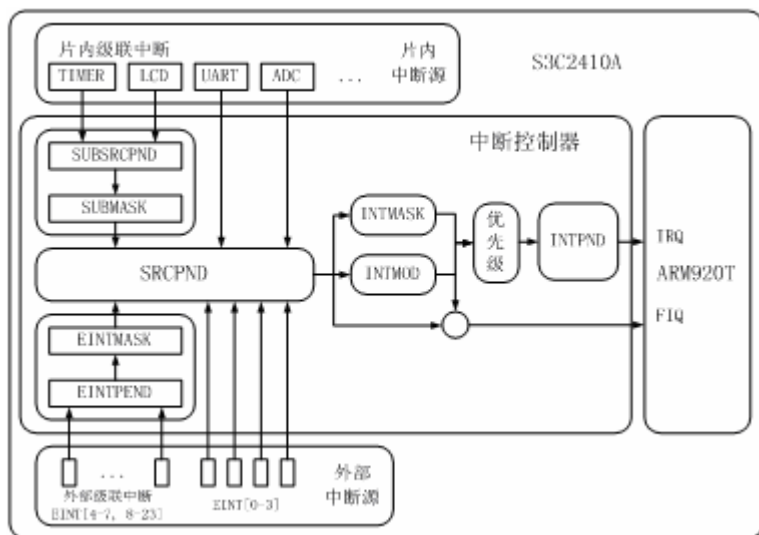 片内级联中断
片内
中断源
TIMER
LCD
UART
ADC
...
S3C2410A
中断控制器
SUBSRCPND
SUBMASK
SRCPND
INTMASK
INTMOD
优先级
INTPND
TRQ
ARM920T
FIQ
EINTMASK
EINTPEND
...
外部级联中断
EINT[4-7, 8-23]
EINT[0-3]
外部
中断源